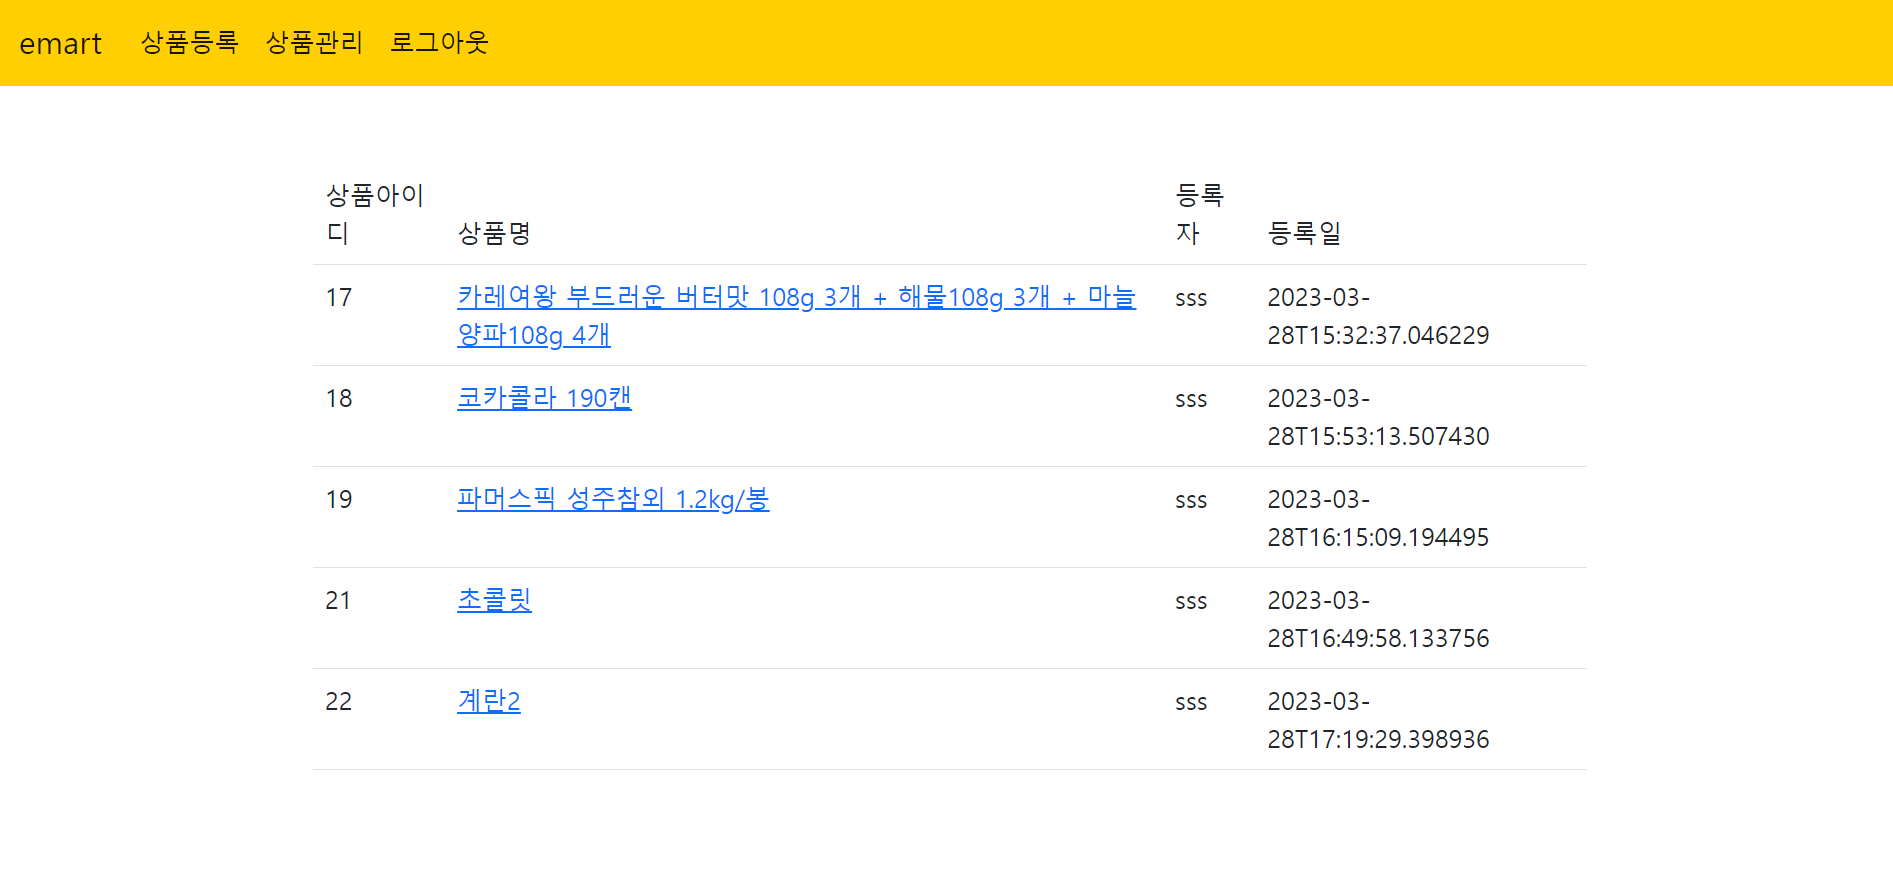 emart 상품등록 상품관리 로그아웃
상품아이디 상품명 등록자 등록일
17 카레여왕 부드러운 버터맛 108g 3개 + 해물108g 3개 + 마늘 sss 2023-03-
양파108g 4개 28T15:32:37.046229
18 코카콜라 190캔 sss 2023-03-
28T15:53:13.507430
19 파머스픽 성주참외 1.2kg/봉 sss 2023-03-
28T16:15:09.194495
21 초콜릿 sss 2023-03-
28T16:49:58.133756
22 계란2 sss 2023-03-
28T17:19:29.398936